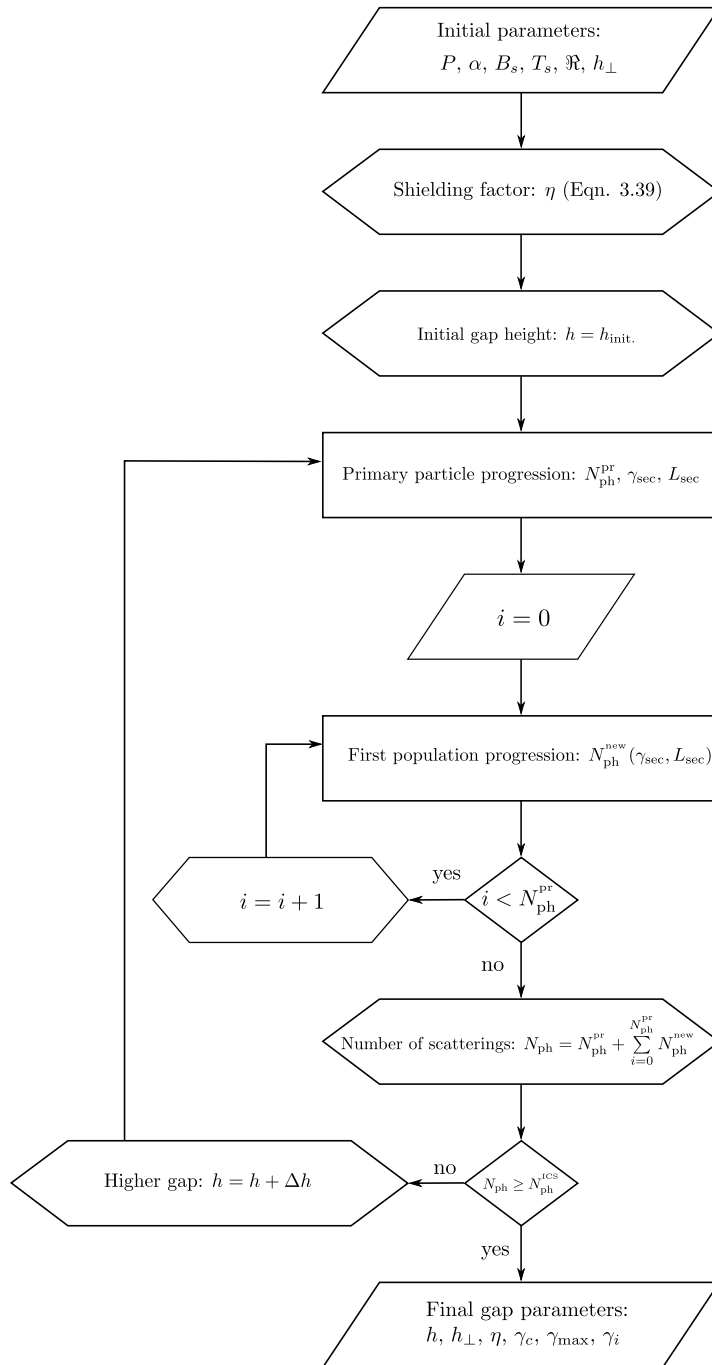 Initial parameters:
P, α, B_s, T_s, ℜ, h_⊥
Shielding factor: η (Eqn. 3.39)
Initial gap height: h = h_init.
Primary particle progression: N_ph^pr, γ_sec, L_sec
i = 0
First population progression: N_ph^new(γ_sec, L_sec)
yes
i = i + 1
i < N_ph^pr
no
Number of scatterings: N_ph = N_ph^pr + ∑_{i=0}^{N_ph^pr} N_ph^new
Higher gap: h = h + Δh
no
N_ph ≥ N_ph^ICS
yes
Final gap parameters:
h, h_⊥, η, γ_c, γ_max, γ_i